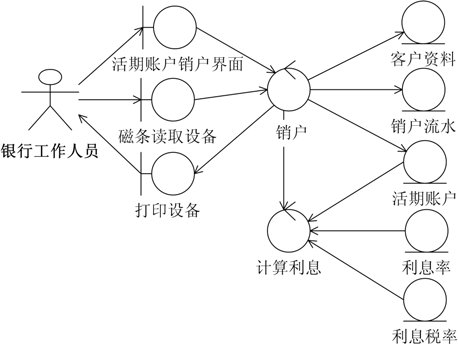 客户资料
活期账户销户界面
销户流水
磁条读取设备
销户
银行工作人员
活期账户
打印设备
计算利息
利息率
利息税率